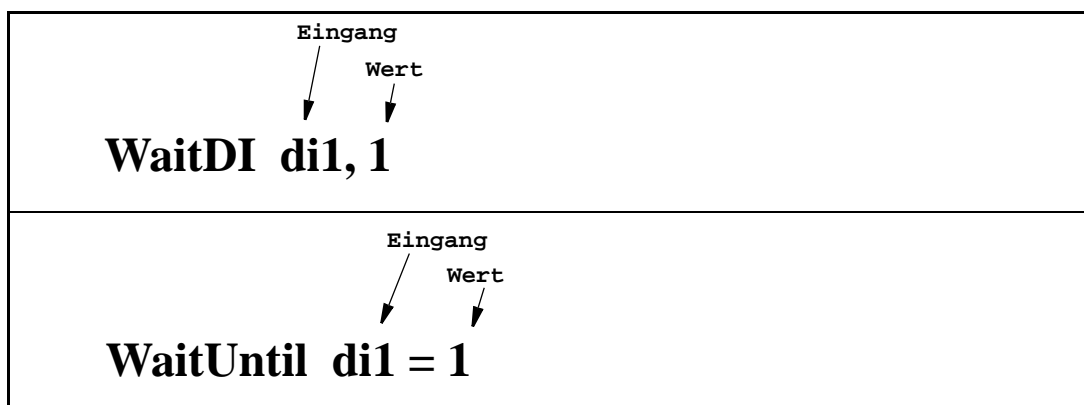 Eingang
Wert
WaitDI di1, 1
Eingang
Wert
WaitUntil di1 = 1